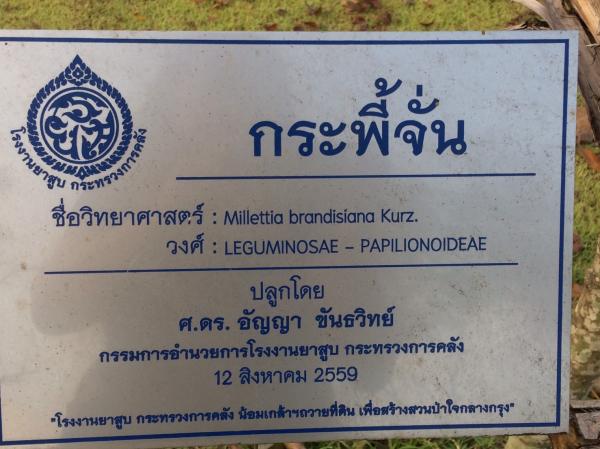 โรงงานยาสูบ กระทรวงการคลัง
กระพี้จั่น
ชื่อวิทยาศาสตร์ : Millettia brandisiana Kurz.
วงศ์ : LEGUMINOSAE – PAPILIONOIDEAE
ปลูกโดย
ศ.ดร. อัญญา ขันธวิทย์
กรรมการอำนวยการโรงงานยาสูบ กระทรวงการคลัง
12 สิงหาคม 2559
"โรงงานยาสูบ กระทรวงการคลัง น้อมเกล้าฯถวายที่ดิน เพื่อสร้างสวนป่าใจกลางกรุง"